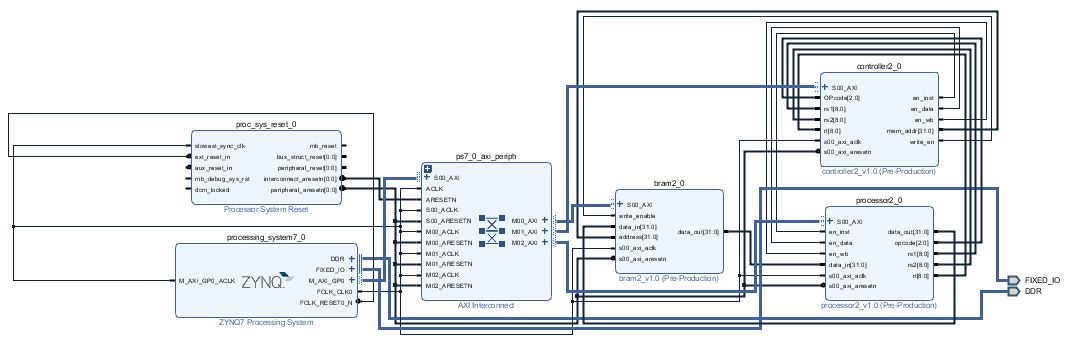 controller2_0
S00_AXI
OPcode[2:0]
rs1[8:0]
rs2[8:0]
rt[8:0]
s00_axi_aclk
s00_axi_aresetn
en_inst
en_data
en_wb
mem_addr[31:0]
write_en
controller2_v1.0 (Pre-Production)
proc_sys_reset_0
slowest_sync_clk
ext_reset_in
aux_reset_in
mb_debug_sys_rst
dcm_locked
mb_reset
bus_struct_reset[0:0]
peripheral_reset[0:0]
interconnect_aresetn[0:0]
peripheral_aresetn[0:0]
Processor System Reset
ps7_0_axi_periph
S00_AXI
ACLK
ARESETN
S00_ACLK
S00_ARESETN
M00_ACLK
M00_ARESETN
M01_ACLK
M01_ARESETN
M02_ACLK
M02_ARESETN
M00_AXI
M01_AXI
M02_AXI
AXI Interconnect
bram2_0
S00_AXI
write_enable
data_in[31:0]
address[31:0]
s00_axi_aclk
s00_axi_aresetn
data_out[31:0]
bram2_v1.0 (Pre-Production)
processor2_0
S00_AXI
en_inst
en_data
en_wb
data_in[31:0]
s00_axi_aclk
s00_axi_aresetn
data_out[31:0]
opcode[2:0]
rs1[8:0]
rs2[8:0]
rt[8:0]
processor2_v1.0 (Pre-Production)
processing_system7_0
M_AXI_GP0_ACLK
ZYNQ
DDR
FIXED_IO
M_AXI_GP0
FCLK_CLK0
FCLK_RESET0_N
ZYNQ7 Processing System
FIXED_IO
DDR